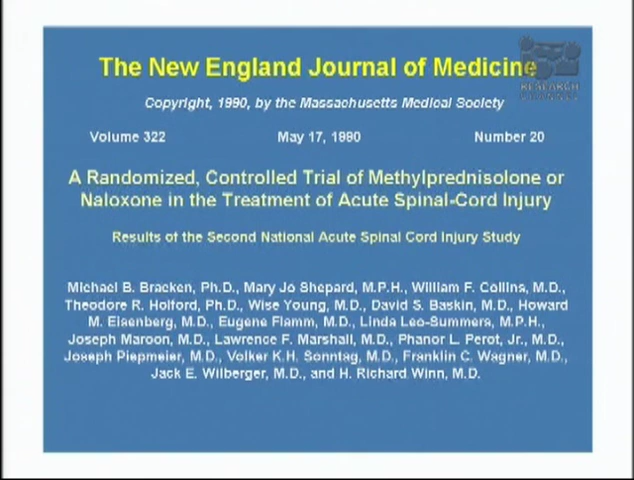 The New England Journal of Medicine
RESEARCH
Copyright, 1990, by the Massachusetts Medical Society
Volume 322 May 17, 1990 Number 20
A Randomized, Controlled Trial of Methylprednisolone or
Naloxone in the Treatment of Acute Spinal-Cord Injury
Results of the Second National Acute Spinal Cord Injury Study
Michael B. Bracken, Ph.D., Mary Jo Shepard, M.P.H., William F. Collins, M.D.,
Theodore R. Holford, Ph.D., Wise Young, M.D., David S. Baskin, M.D., Howard
M. Eisenberg, M.D., Eugene Flamm, M.D., Linda Leo-Summers, M.P.H.,
Joseph Maroon, M.D., Lawrence F. Marshall, M.D., Phanor L. Perot, Jr., M.D.,
Joseph Piepmeier, M.D., Volker K.H. Sonntag, M.D., Franklin C. Wagner, M.D.,
Jack E. Wilberger, M.D., and H. Richard Winn, M.D.